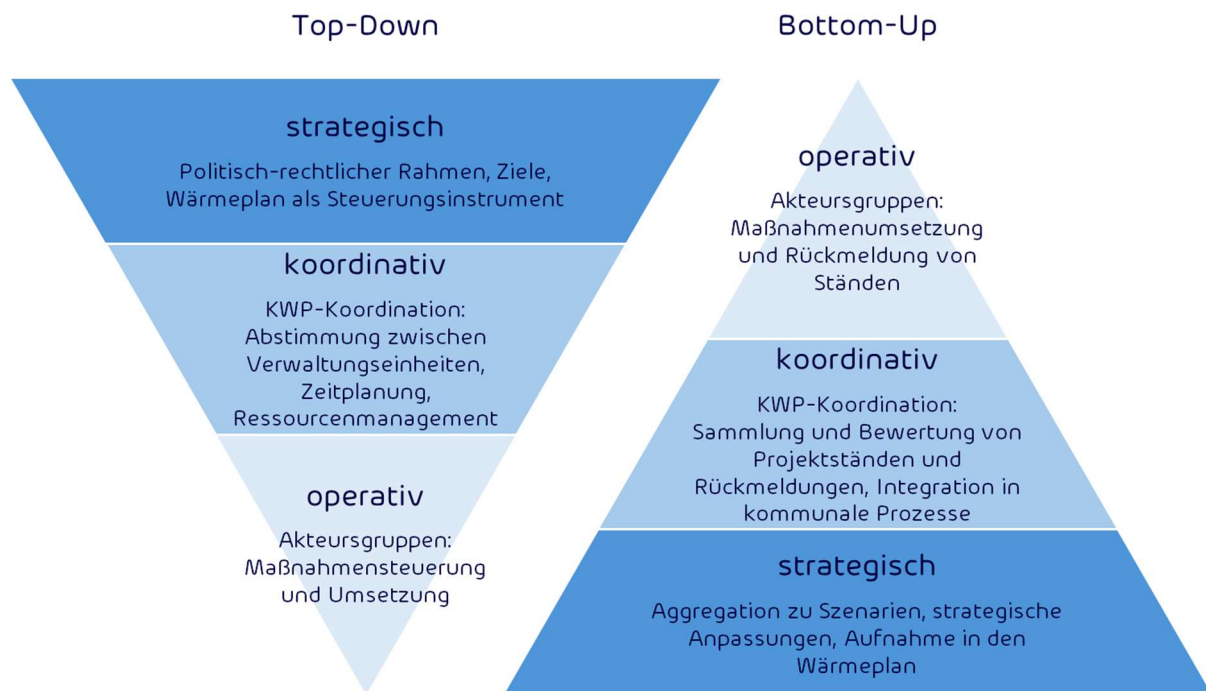 Top-Down
strategisch
Politisch-rechtlicher Rahmen, Ziele,
Wärmeplan als Steuerungsinstrument
koordinativ
KWP-Koordination:
Abstimmung zwischen
Verwaltungseinheiten,
Zeitplanung,
Ressourcenmanagement
operativ
Akteursgruppen:
Maßnahmensteuerung
und Umsetzung
Bottom-Up
operativ
Akteursgruppen:
Maßnahmenumsetzung
und Rückmeldung von
Ständen
koordinativ
KWP-Koordination:
Sammlung und Bewertung von
Projektständen und
Rückmeldungen, Integration in
kommunale Prozesse
strategisch
Aggregation zu Szenarien, strategische
Anpassungen, Aufnahme in den
Wärmeplan